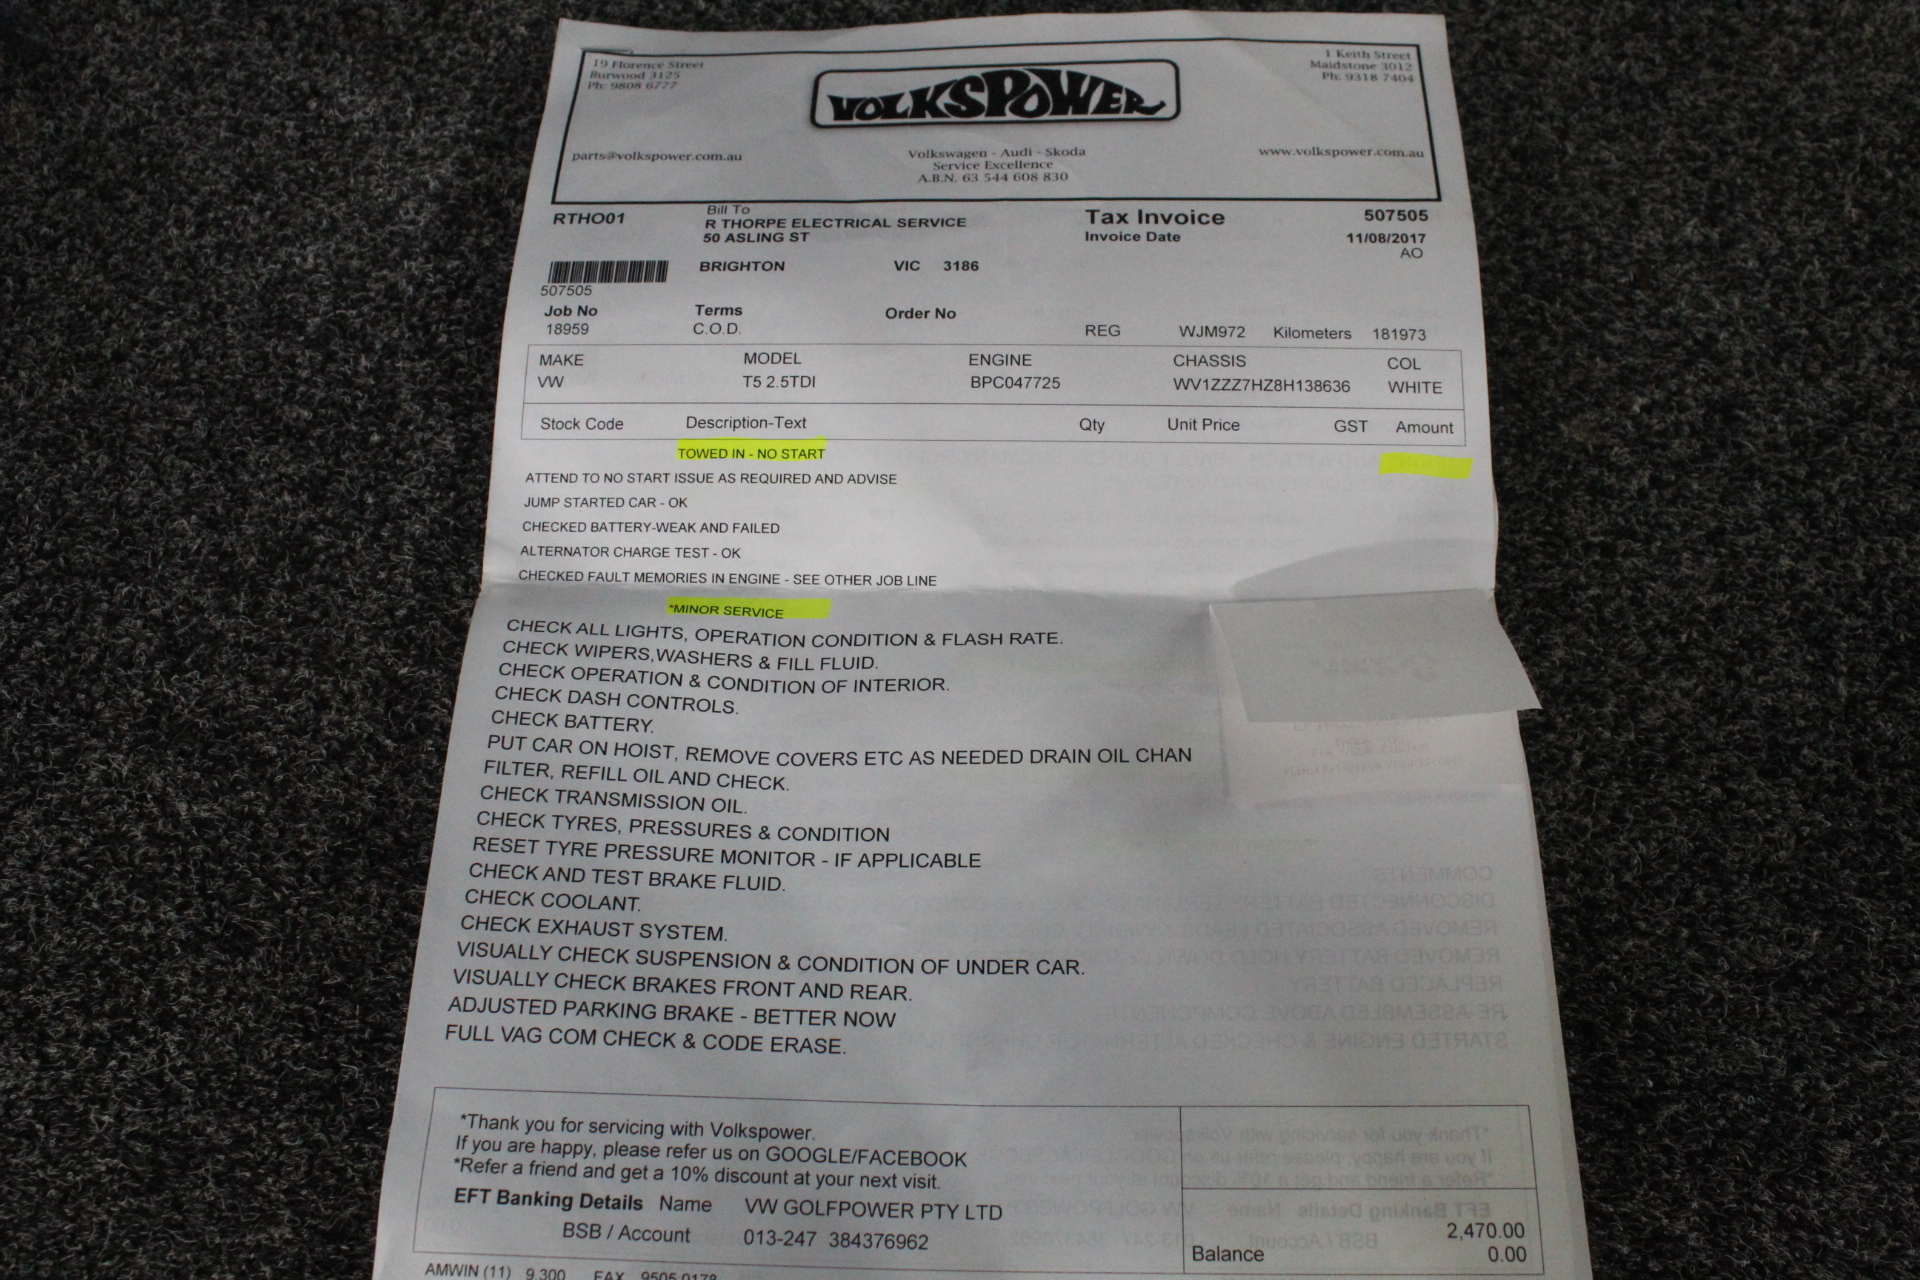 19 Florence Street
Burwood 3125
Ph: 9808 6777
VOLKSPOWER
1 Keith Street
Maidstone 3012
Ph: 9318 7404
parts@volkspower.com.au
Volkswagen - Audi - Skoda
Service Excellence
A.B.N. 63 544 608 830
www.volkspower.com.au
RTHO01 Bill To Tax Invoice 507505
R THORPE ELECTRICAL SERVICE
50 ASLING ST Invoice Date 11/08/2017
AO
BRIGHTON VIC 3186
507505
Job No Terms Order No
18959 C.O.D. REG WJM972 Kilometers 181973
MAKE MODEL ENGINE CHASSIS COL
VW T5 2.5TDI BPC047725 WV1ZZZ7HZ8H138636 WHITE
Stock Code Description-Text Qty Unit Price GST Amount
TOWED IN - NO START
ATTEND TO NO START ISSUE AS REQUIRED AND ADVISE
JUMP STARTED CAR - OK
CHECKED BATTERY-WEAK AND FAILED
ALTERNATOR CHARGE TEST - OK
CHECKED FAULT MEMORIES IN ENGINE - SEE OTHER JOB LINE
*MINOR SERVICE
CHECK ALL LIGHTS, OPERATION CONDITION & FLASH RATE.
CHECK WIPERS,WASHERS & FILL FLUID.
CHECK OPERATION & CONDITION OF INTERIOR.
CHECK DASH CONTROLS.
CHECK BATTERY.
PUT CAR ON HOIST, REMOVE COVERS ETC AS NEEDED DRAIN OIL CHAN
FILTER, REFILL OIL AND CHECK.
CHECK TRANSMISSION OIL.
CHECK TYRES, PRESSURES & CONDITION
RESET TYRE PRESSURE MONITOR - IF APPLICABLE
CHECK AND TEST BRAKE FLUID.
CHECK COOLANT.
CHECK EXHAUST SYSTEM.
VISUALLY CHECK SUSPENSION & CONDITION OF UNDER CAR.
VISUALLY CHECK BRAKES FRONT AND REAR.
ADJUSTED PARKING BRAKE - BETTER NOW
FULL VAG COM CHECK & CODE ERASE.
*Thank you for servicing with Volkspower.
If you are happy, please refer us on GOOGLE/FACEBOOK
*Refer a friend and get a 10% discount at your next visit.
EFT Banking Details Name VW GOLFPOWER PTY LTD
BSB / Account 013-247 384376962
2,470.00
Balance 0.00
AMWIN (11) 9.300 FAX 9505 0178